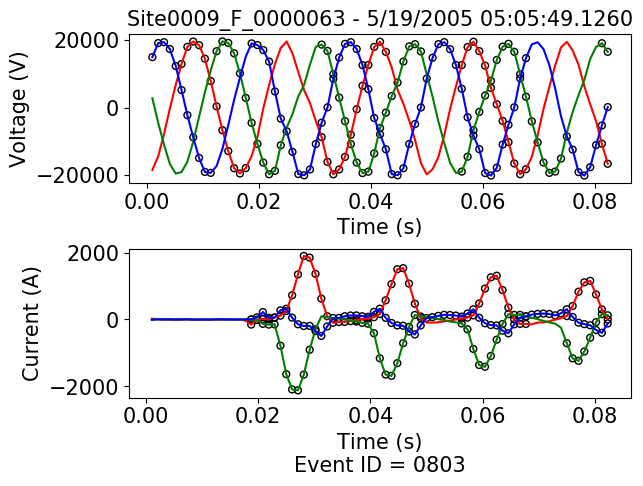 Site0009_F_0000063 - 5/19/2005 05:05:49.1260
Voltage (V)
20000
0
−20000
0.00 0.02 0.04 0.06 0.08
Time (s)
Current (A)
2000
0
−2000
0.00 0.02 0.04 0.06 0.08
Time (s)
Event ID = 0803